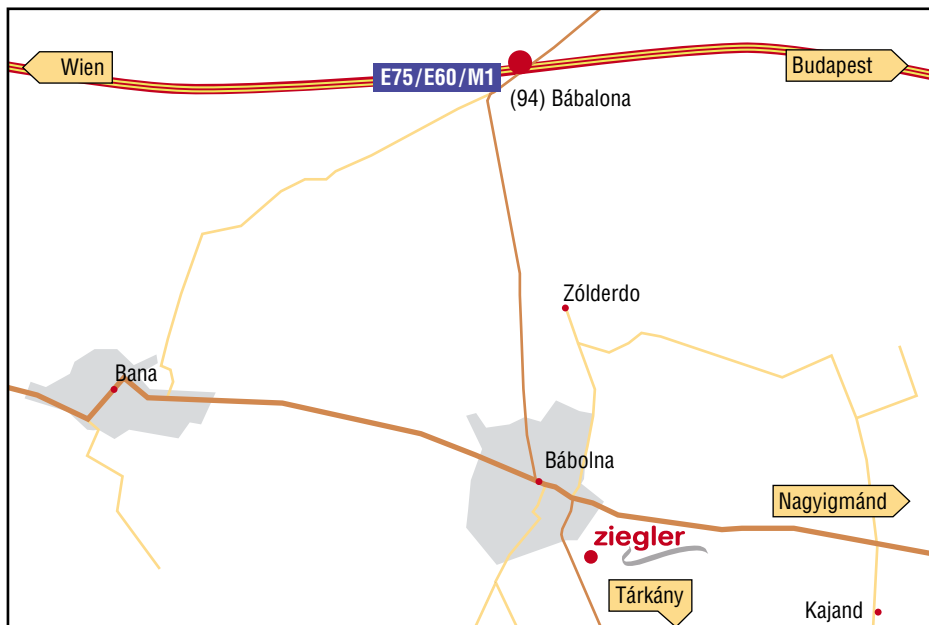 Wien
Budapest
E75/E60/M1
(94) Bábalona
Zólderdo
Bana
Bábolna
Nagyigmánd
ziegler
Tárkány
Kajand